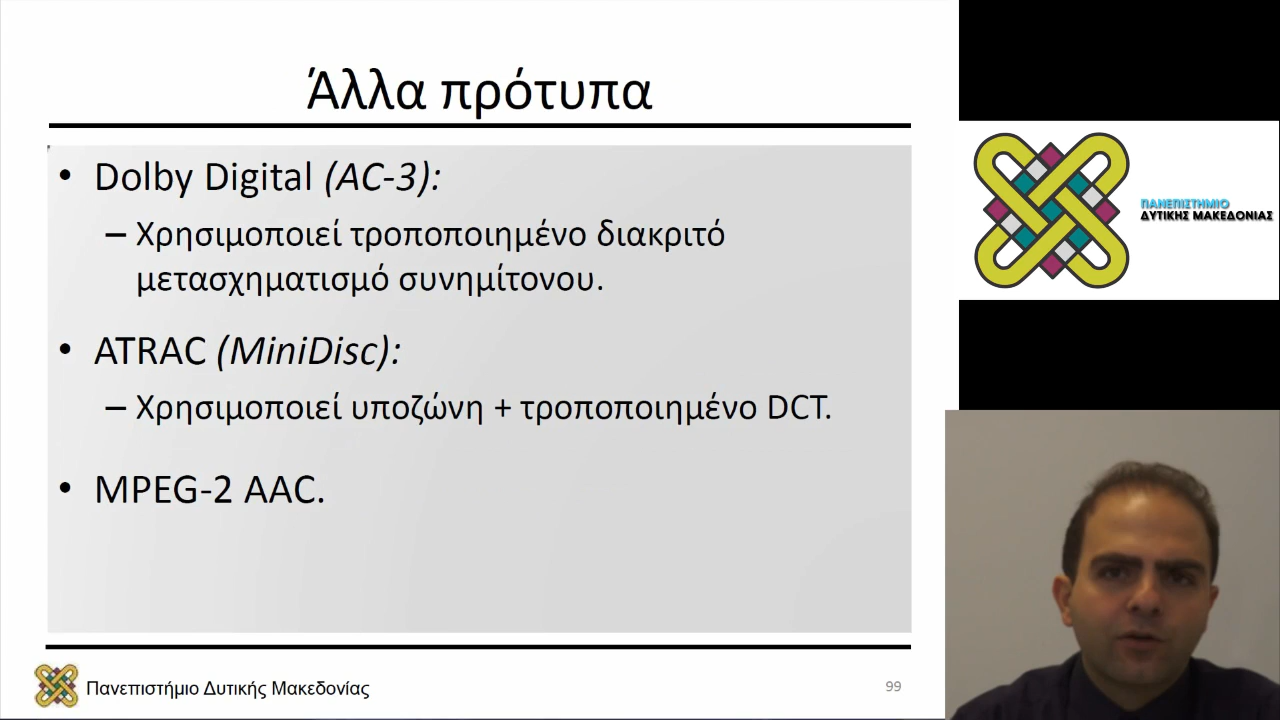 Άλλα πρότυπα
• Dolby Digital (AC-3):
– Χρησιμοποιεί τροποποιημένο διακριτό
μετασχηματισμό συνημίτονου.
• ATRAC (MiniDisc):
– Χρησιμοποιεί υποζώνη + τροποποιημένο DCT.
• MPEG-2 AAC.
Πανεπιστήμιο Δυτικής Μακεδονίας
99
ΠΑΝΕΠΙΣΤΗΜΙΟ
ΔΥΤΙΚΗΣ ΜΑΚΕΔΟΝΙΑΣ